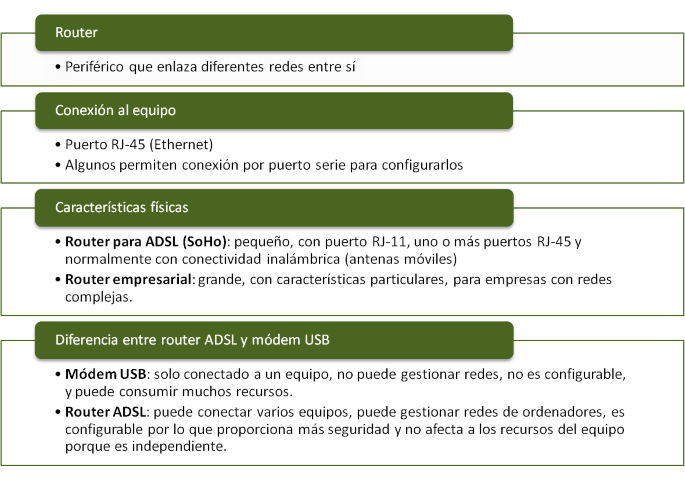 Router
• Periférico que enlaza diferentes redes entre sí
Conexión al equipo
• Puerto RJ-45 (Ethernet)
• Algunos permiten conexión por puerto serie para configurarlos
Características físicas
• Router para ADSL (SoHo): pequeño, con puerto RJ-11, uno o más puertos RJ-45 y
normalmente con conectividad inalámbrica (antenas móviles)
• Router empresarial: grande, con características particulares, para empresas con redes
complejas.
Diferencia entre router ADSL y módem USB
• Módem USB: solo conectado a un equipo, no puede gestionar redes, no es configurable,
y puede consumir muchos recursos.
• Router ADSL: puede conectar varios equipos, puede gestionar redes de ordenadores, es
configurable por lo que proporciona más seguridad y no afecta a los recursos del equipo
porque es independiente.